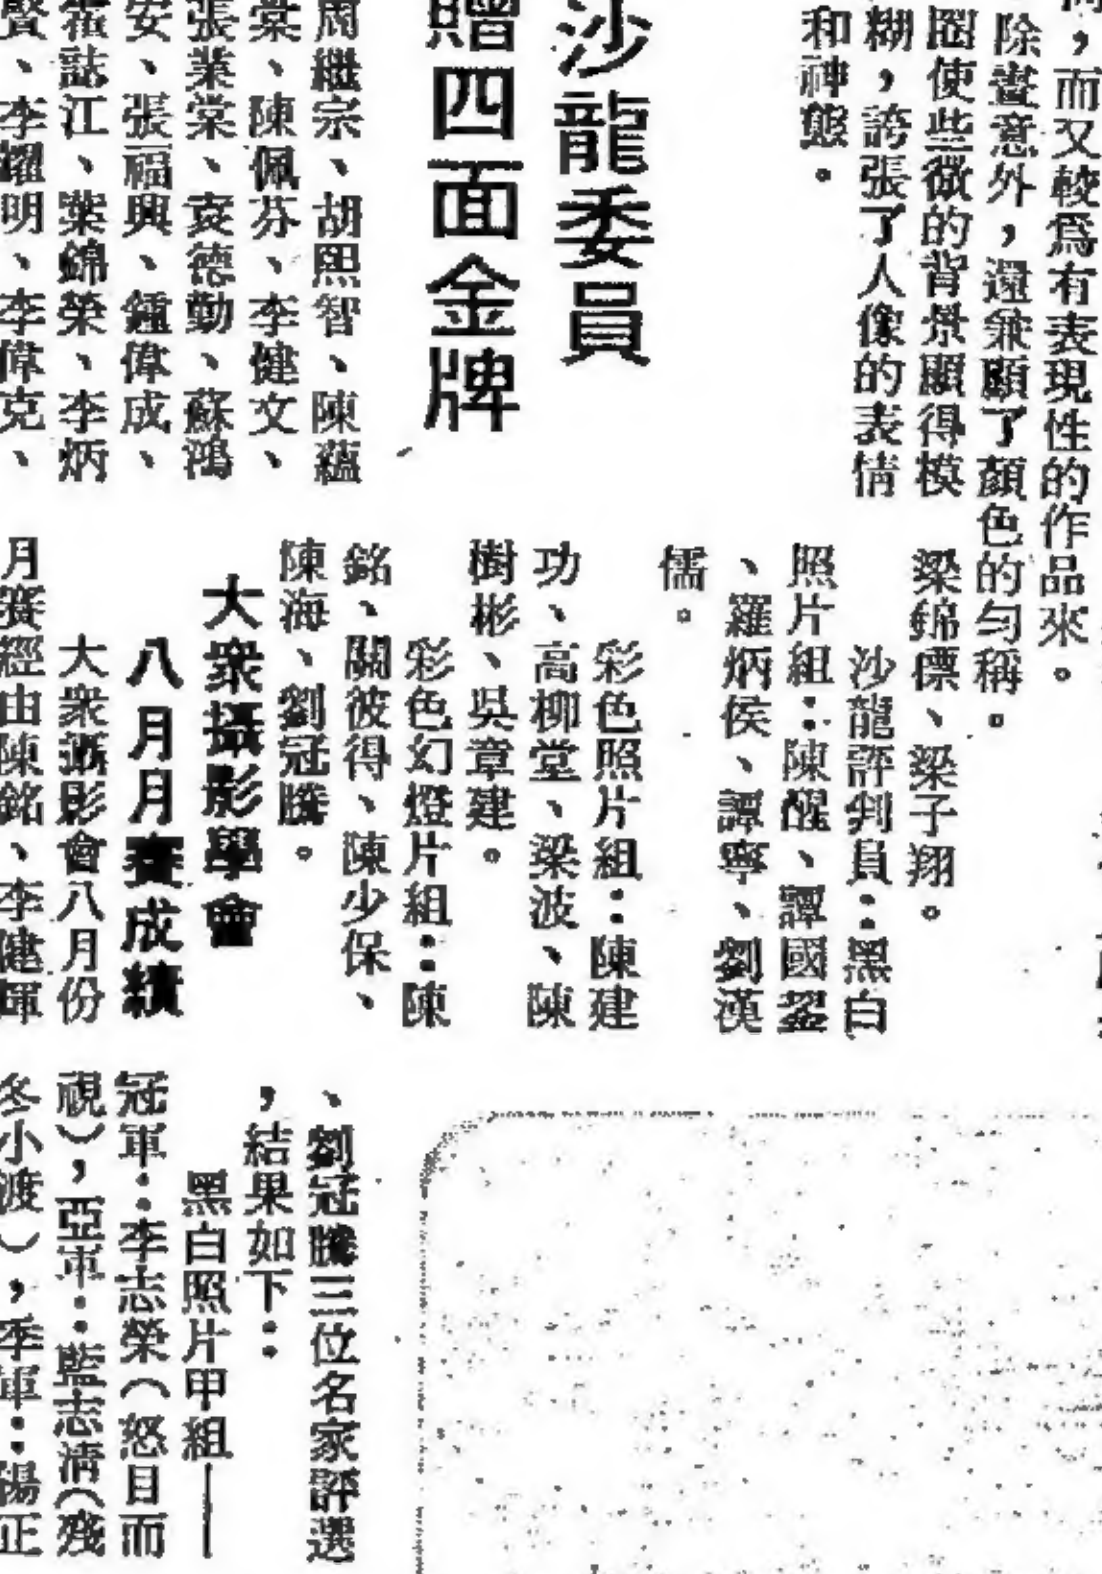 ，而又較爲有表現性的作品來。
除畫意外，還兼顧了顏色的勻稱。
圈使些微的背景顯得模
糊，誇張了人像的表情
和神態。
沙龍委員
贈四面金牌
周繼宗、胡熙智、陳蘊
棠、陳佩芬、李健文、
張業棠、袁德勤、蘇鴻
安、張福興、鍾偉成、
霍誌江、葉錦榮、李炳
賢、李耀明、李偉克、
梁錦標、梁子翔。
沙龍評判員：黑白
照片組：陳醒、譚國
、羅炳侯、譚寧、劉漢
儒。
彩色照片組：陳建
功、高柳堂、梁波、陳
樹彬、吳章建。
彩色幻燈片組：陳
銘、關彼得、陳少保、
陳海、劉冠騰。
大衆攝影學會
八月月賽成績
大衆攝影會八月份
月賽經由陳銘、李健輝
、劉冠騰三位名家評選
，結果如下：
黑白照片甲組——
冠軍：李志榮（怒目而
視），亞軍：藍志淸（殘
冬小渡），季軍：楊正